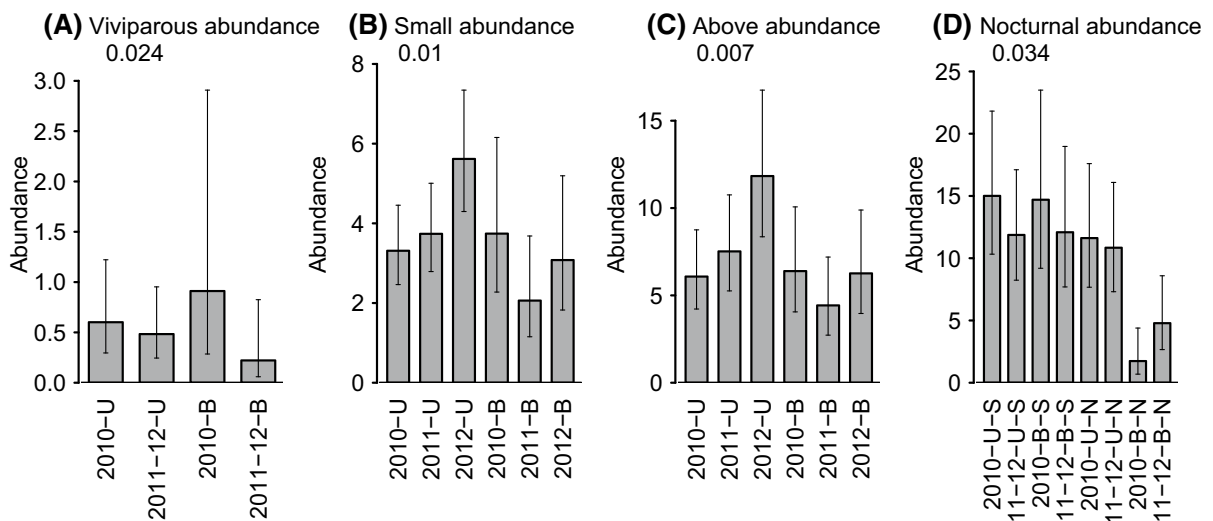 (A) Viviparous abundance
0.024
Abundance
3.0
2.5
2.0
1.5
1.0
0.5
0.0
2010−U
2011−12−U
2010−B
2011−12−B
(B) Small abundance
0.01
Abundance
8
6
4
2
0
2010−U
2011−U
2012−U
2010−B
2011−B
2012−B
(C) Above abundance
0.007
Abundance
15
10
5
0
2010−U
2011−U
2012−U
2010−B
2011−B
2012−B
(D) Nocturnal abundance
0.034
Abundance
25
20
15
10
5
0
2010−U−S
11−12−U−S
2010−B−S
11−12−B−S
2010−U−N
11−12−U−N
2010−B−N
11−12−B−N